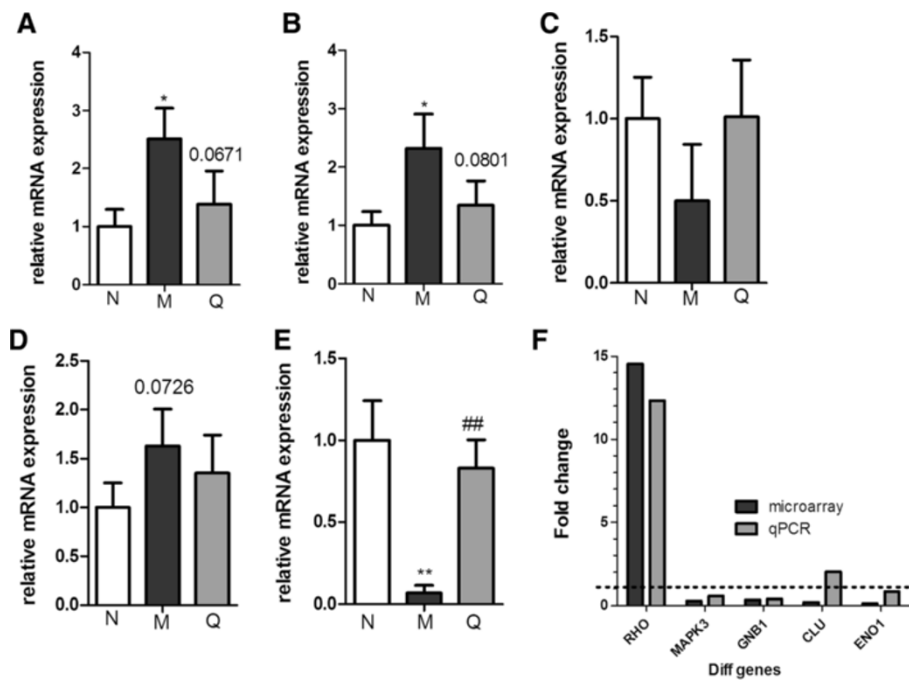 A
relative mRNA expression
4
3
2
1
0
*
0.0671
N M Q
B
relative mRNA expression
4
3
2
1
0
*
0.0801
N M Q
C
relative mRNA expression
1.5
1.0
0.5
0.0
N M Q
D
relative mRNA expression
2.5
2.0
1.5
1.0
0.5
0.0
0.0726
N M Q
E
relative mRNA expression
1.5
1.0
0.5
0.0
**
##
N M Q
F
Fold change
15
10
5
0
microarray
qPCR
RHO MAPK3 GNB1 CLU ENO1
Diff genes